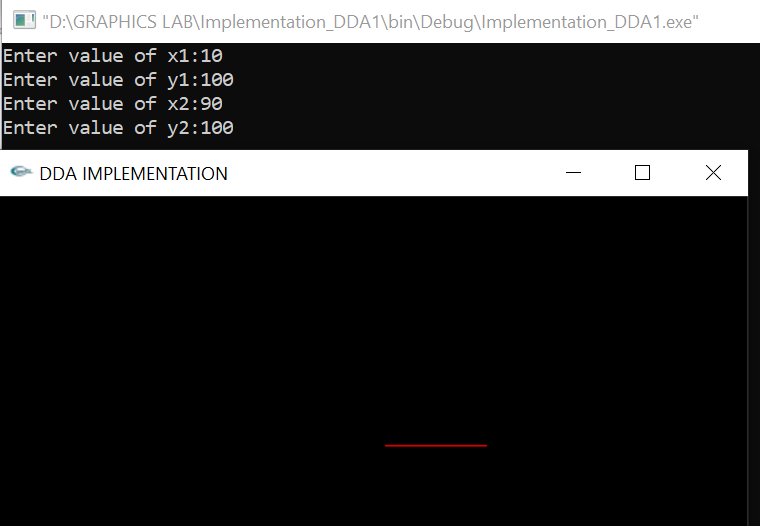 "D:\GRAPHICS LAB\Implementation_DDA1\bin\Debug\Implementation_DDA1.exe"
Enter value of x1:10
Enter value of y1:100
Enter value of x2:90
Enter value of y2:100
DDA IMPLEMENTATION